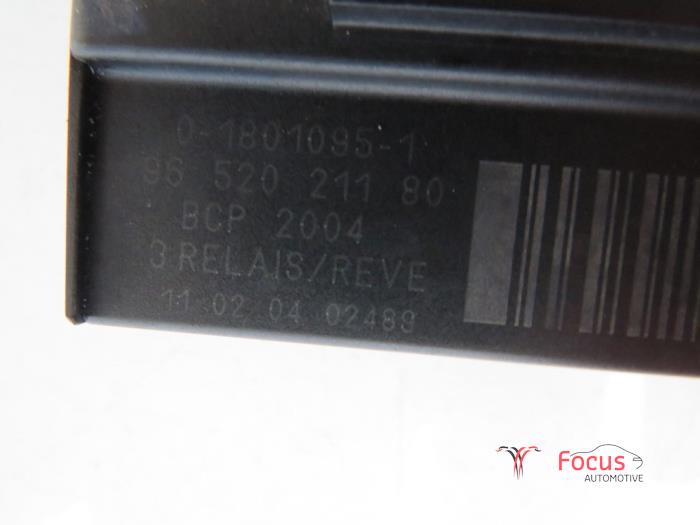 0-1801095-1
96 520 211 80
BCP 2004
3 RELAIS/REVE
11 02 04 02489
Focus
AUTOMOTIVE